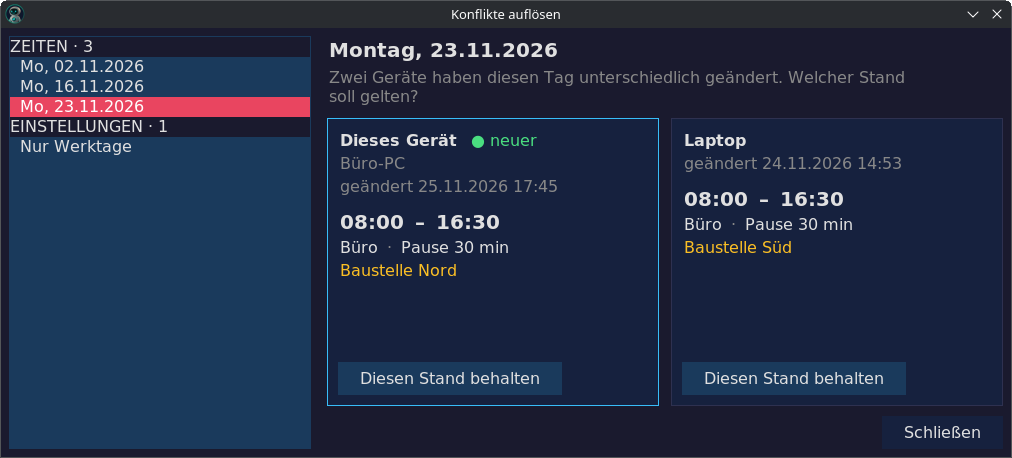 Konflikte auflösen
ZEITEN · 3
Mo, 02.11.2026
Mo, 16.11.2026
Mo, 23.11.2026
EINSTELLUNGEN · 1
Nur Werktage
Montag, 23.11.2026
Zwei Geräte haben diesen Tag unterschiedlich geändert. Welcher Stand
soll gelten?
Dieses Gerät ● neuer
Büro-PC
geändert 25.11.2026 17:45
08:00 – 16:30
Büro · Pause 30 min
Baustelle Nord
Diesen Stand behalten
Laptop
geändert 24.11.2026 14:53
08:00 – 16:30
Büro · Pause 30 min
Baustelle Süd
Diesen Stand behalten
Schließen